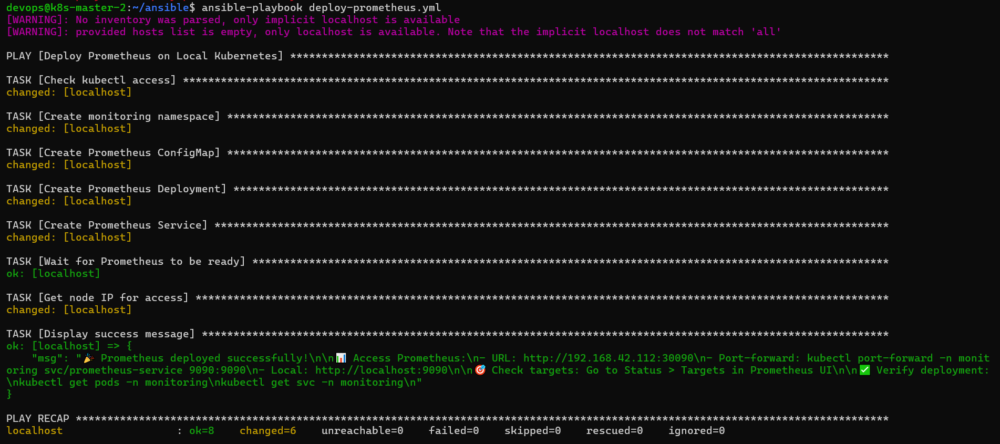 devops@k8s-master-2:~/ansible$ ansible-playbook deploy-prometheus.yml
[WARNING]: No inventory was parsed, only implicit localhost is available
[WARNING]: provided hosts list is empty, only localhost is available. Note that the implicit localhost does not match 'all'
PLAY [Deploy Prometheus on Local Kubernetes] ***********************************************************************************************
TASK [Check kubectl access] ****************************************************************************************************************
changed: [localhost]
TASK [Create monitoring namespace] *********************************************************************************************************
changed: [localhost]
TASK [Create Prometheus ConfigMap] *********************************************************************************************************
changed: [localhost]
TASK [Create Prometheus Deployment] ********************************************************************************************************
changed: [localhost]
TASK [Create Prometheus Service] ***********************************************************************************************************
changed: [localhost]
TASK [Wait for Prometheus to be ready] *****************************************************************************************************
ok: [localhost]
TASK [Get node IP for access] **************************************************************************************************************
changed: [localhost]
TASK [Display success message] *************************************************************************************************************
ok: [localhost] => {
    "msg": "🎉 Prometheus deployed successfully!\n\n📊 Access Prometheus:\n- URL: http://192.168.42.112:30090\n- Port-forward: kubectl port-forward -n monit
oring svc/prometheus-service 9090:9090\n- Local: http://localhost:9090\n\n🎯 Check targets: Go to Status > Targets in Prometheus UI\n\n✅ Verify deployment:
\nkubectl get pods -n monitoring\nkubectl get svc -n monitoring\n"
}
PLAY RECAP *********************************************************************************************************************************
localhost                  : ok=8    changed=6    unreachable=0    failed=0    skipped=0    rescued=0    ignored=0